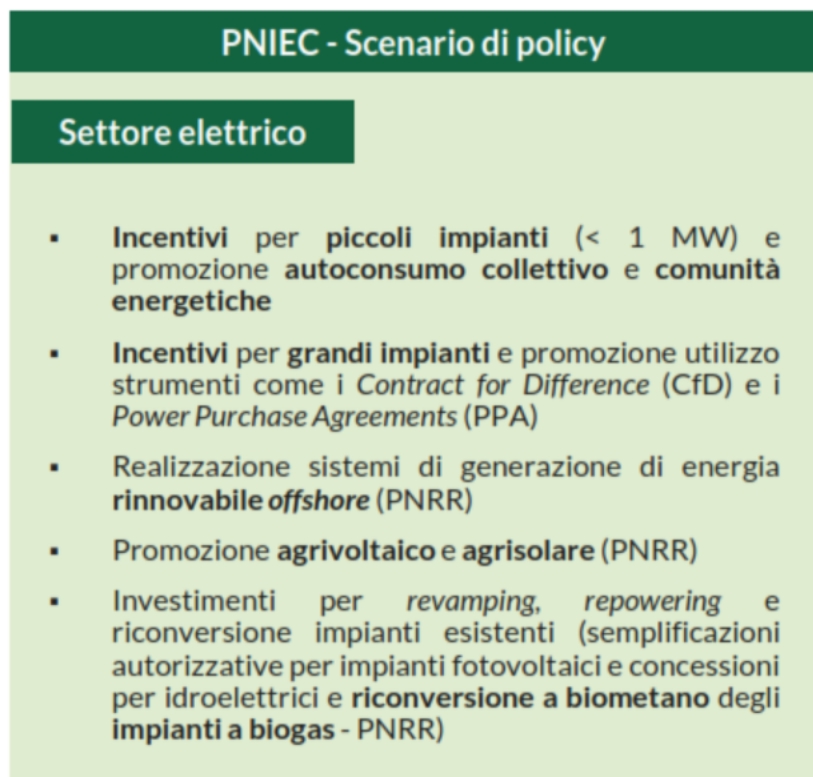 PNIEC - Scenario di policy
Settore elettrico
▪ Incentivi per piccoli impianti (< 1 MW) e
promozione autoconsumo collettivo e comunità
energetiche
▪ Incentivi per grandi impianti e promozione utilizzo
strumenti come i Contract for Difference (CfD) e i
Power Purchase Agreements (PPA)
▪ Realizzazione sistemi di generazione di energia
rinnovabile offshore (PNRR)
▪ Promozione agrivoltaico e agrisolare (PNRR)
▪ Investimenti per revamping, repowering e
riconversione impianti esistenti (semplificazioni
autorizzative per impianti fotovoltaici e concessioni
per idroelettrici e riconversione a biometano degli
impianti a biogas - PNRR)